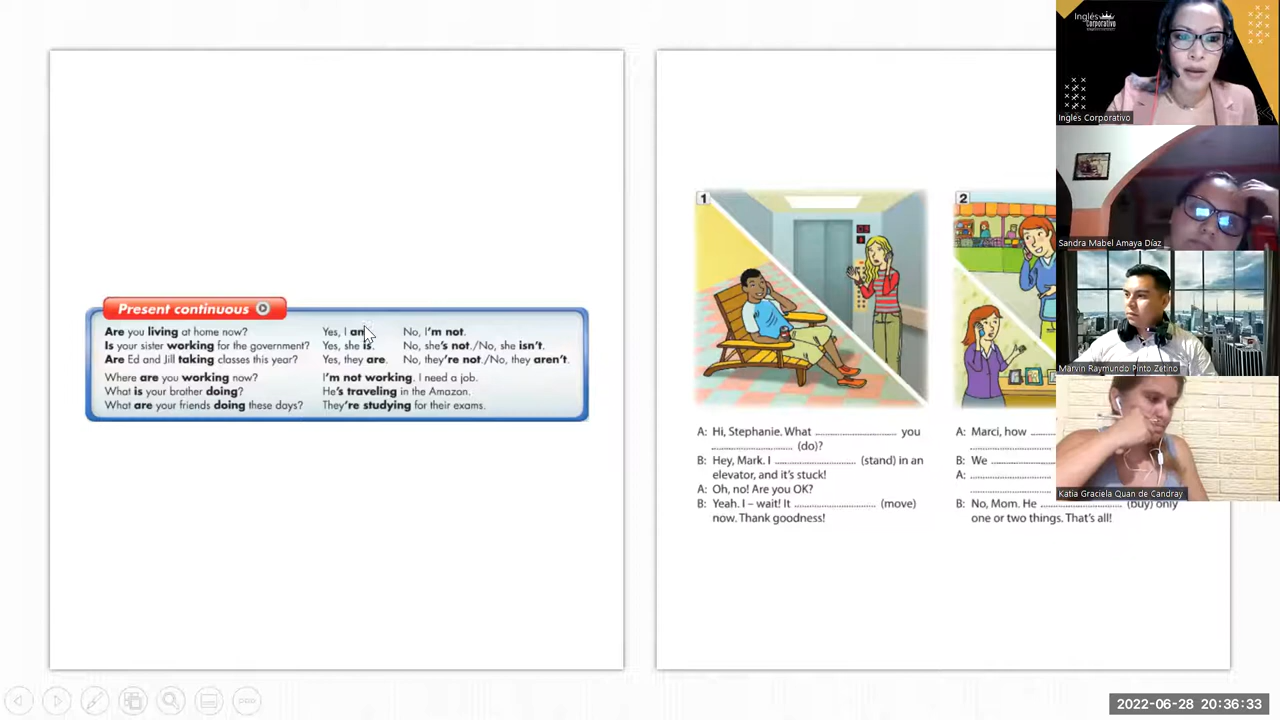 Present continuous
Are you living at home now? Yes, I am. No, I'm not.
Is your sister working for the government? Yes, she is. No, she's not./No, she isn't.
Are Ed and Jill taking classes this year? Yes, they are. No, they're not./No, they aren't.
Where are you working now? I'm not working. I need a job.
What is your brother doing? He's traveling in the Amazon.
What are your friends doing these days? They're studying for their exams.
1
A: Hi, Stephanie. What .......................... you
.......................... (do)?
B: Hey, Mark. I .......................... (stand) in an
elevator, and it's stuck!
A: Oh, no! Are you OK?
B: Yeah. I – wait! It .......................... (move)
now. Thank goodness!
2
A: Marci, how ........
..........................
B: We ....................
A: ..........................
..........................
B: No, Mom. He .......................... (buy) only
one or two things. That's all!
Inglés
Corporativo
Ingles Corporativo
Sandra Mabel Amaya Díaz
Marvin Raymundo Pinto Zetino
Katia Graciela Quan de Candray
2022-06-28 20:36:33